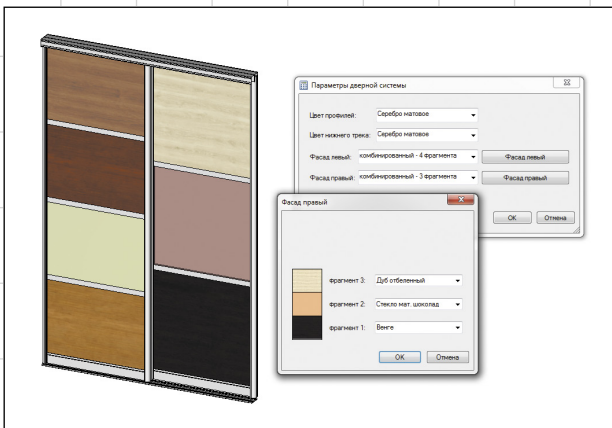 Параметры дверной системы
Цвет профилей: Серебро матовое
Цвет нижнего трека: Серебро матовое
Фасад левый: комбинированный - 4 фрагмента Фасад левый
Фасад правый: комбинированный - 3 фрагмента Фасад правый
ОК Отмена
Фасад правый
фрагмент 3: Дуб отбеленный
фрагмент 2: Стекло мат. шоколад
фрагмент 1: Венге
ОК Отмена